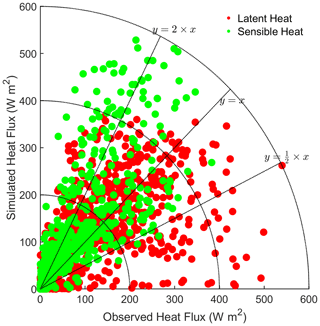 600
500
400
300
200
100
0
0 100 200 300 400 500 600
Simulated Heat Flux (W m²)
Observed Heat Flux (W m²)
y = 2 × x
y = x
y = ½ × x
Latent Heat
Sensible Heat